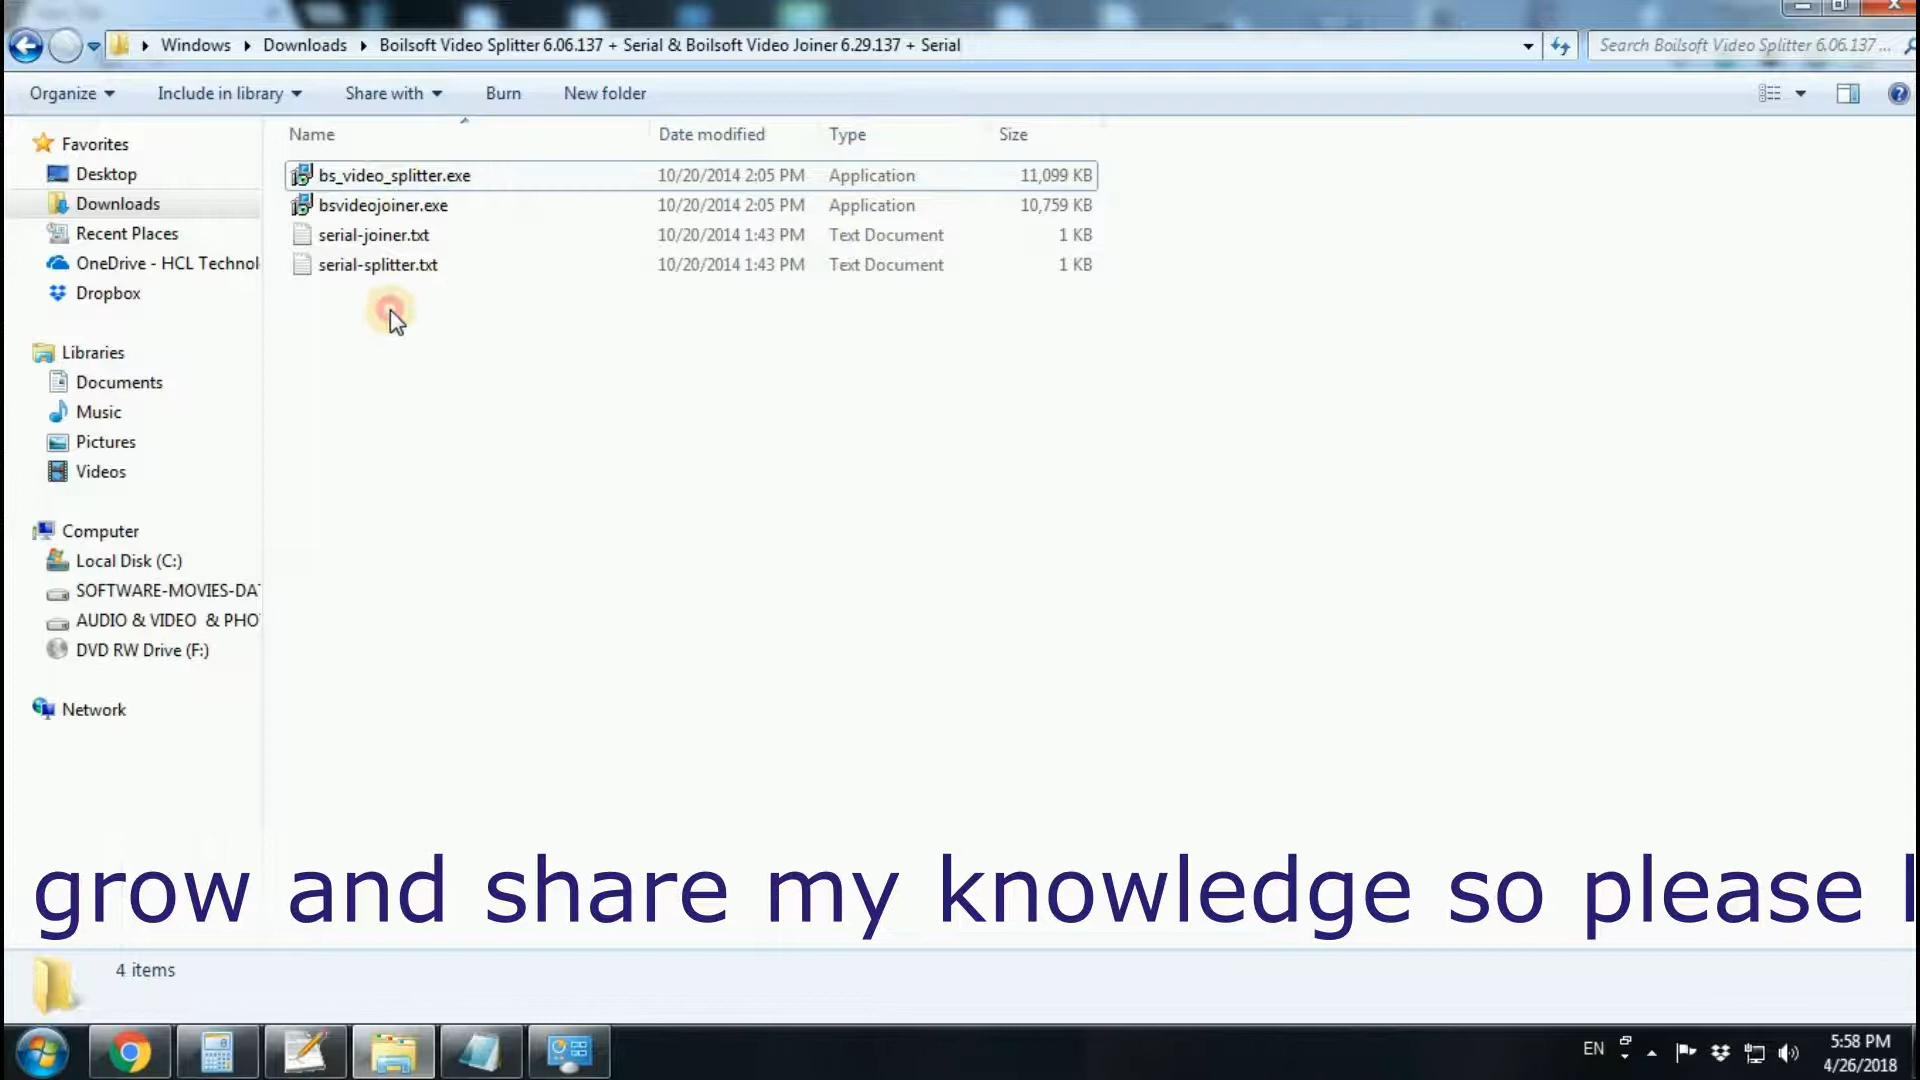 Windows Downloads Boilsoft Video Splitter 6.06.137 + Serial & Boilsoft Video Joiner 6.29.137 + Serial
Search Boilsoft Video Splitter 6.06.137 ...
Organize Include in library Share with Burn New folder
Name Date modified Type Size
bs_video_splitter.exe 10/20/2014 2:05 PM Application 11,099 KB
bsvideojoiner.exe 10/20/2014 2:05 PM Application 10,759 KB
serial-joiner.txt 10/20/2014 1:43 PM Text Document 1 KB
serial-splitter.txt 10/20/2014 1:43 PM Text Document 1 KB
Favorites
Desktop
Downloads
Recent Places
OneDrive - HCL Technol
Dropbox
Libraries
Documents
Music
Pictures
Videos
Computer
Local Disk (C:)
SOFTWARE-MOVIES-DA
AUDIO & VIDEO & PHO
DVD RW Drive (F:)
Network
grow and share my knowledge so please
4 items
EN
5:58 PM
4/26/2018